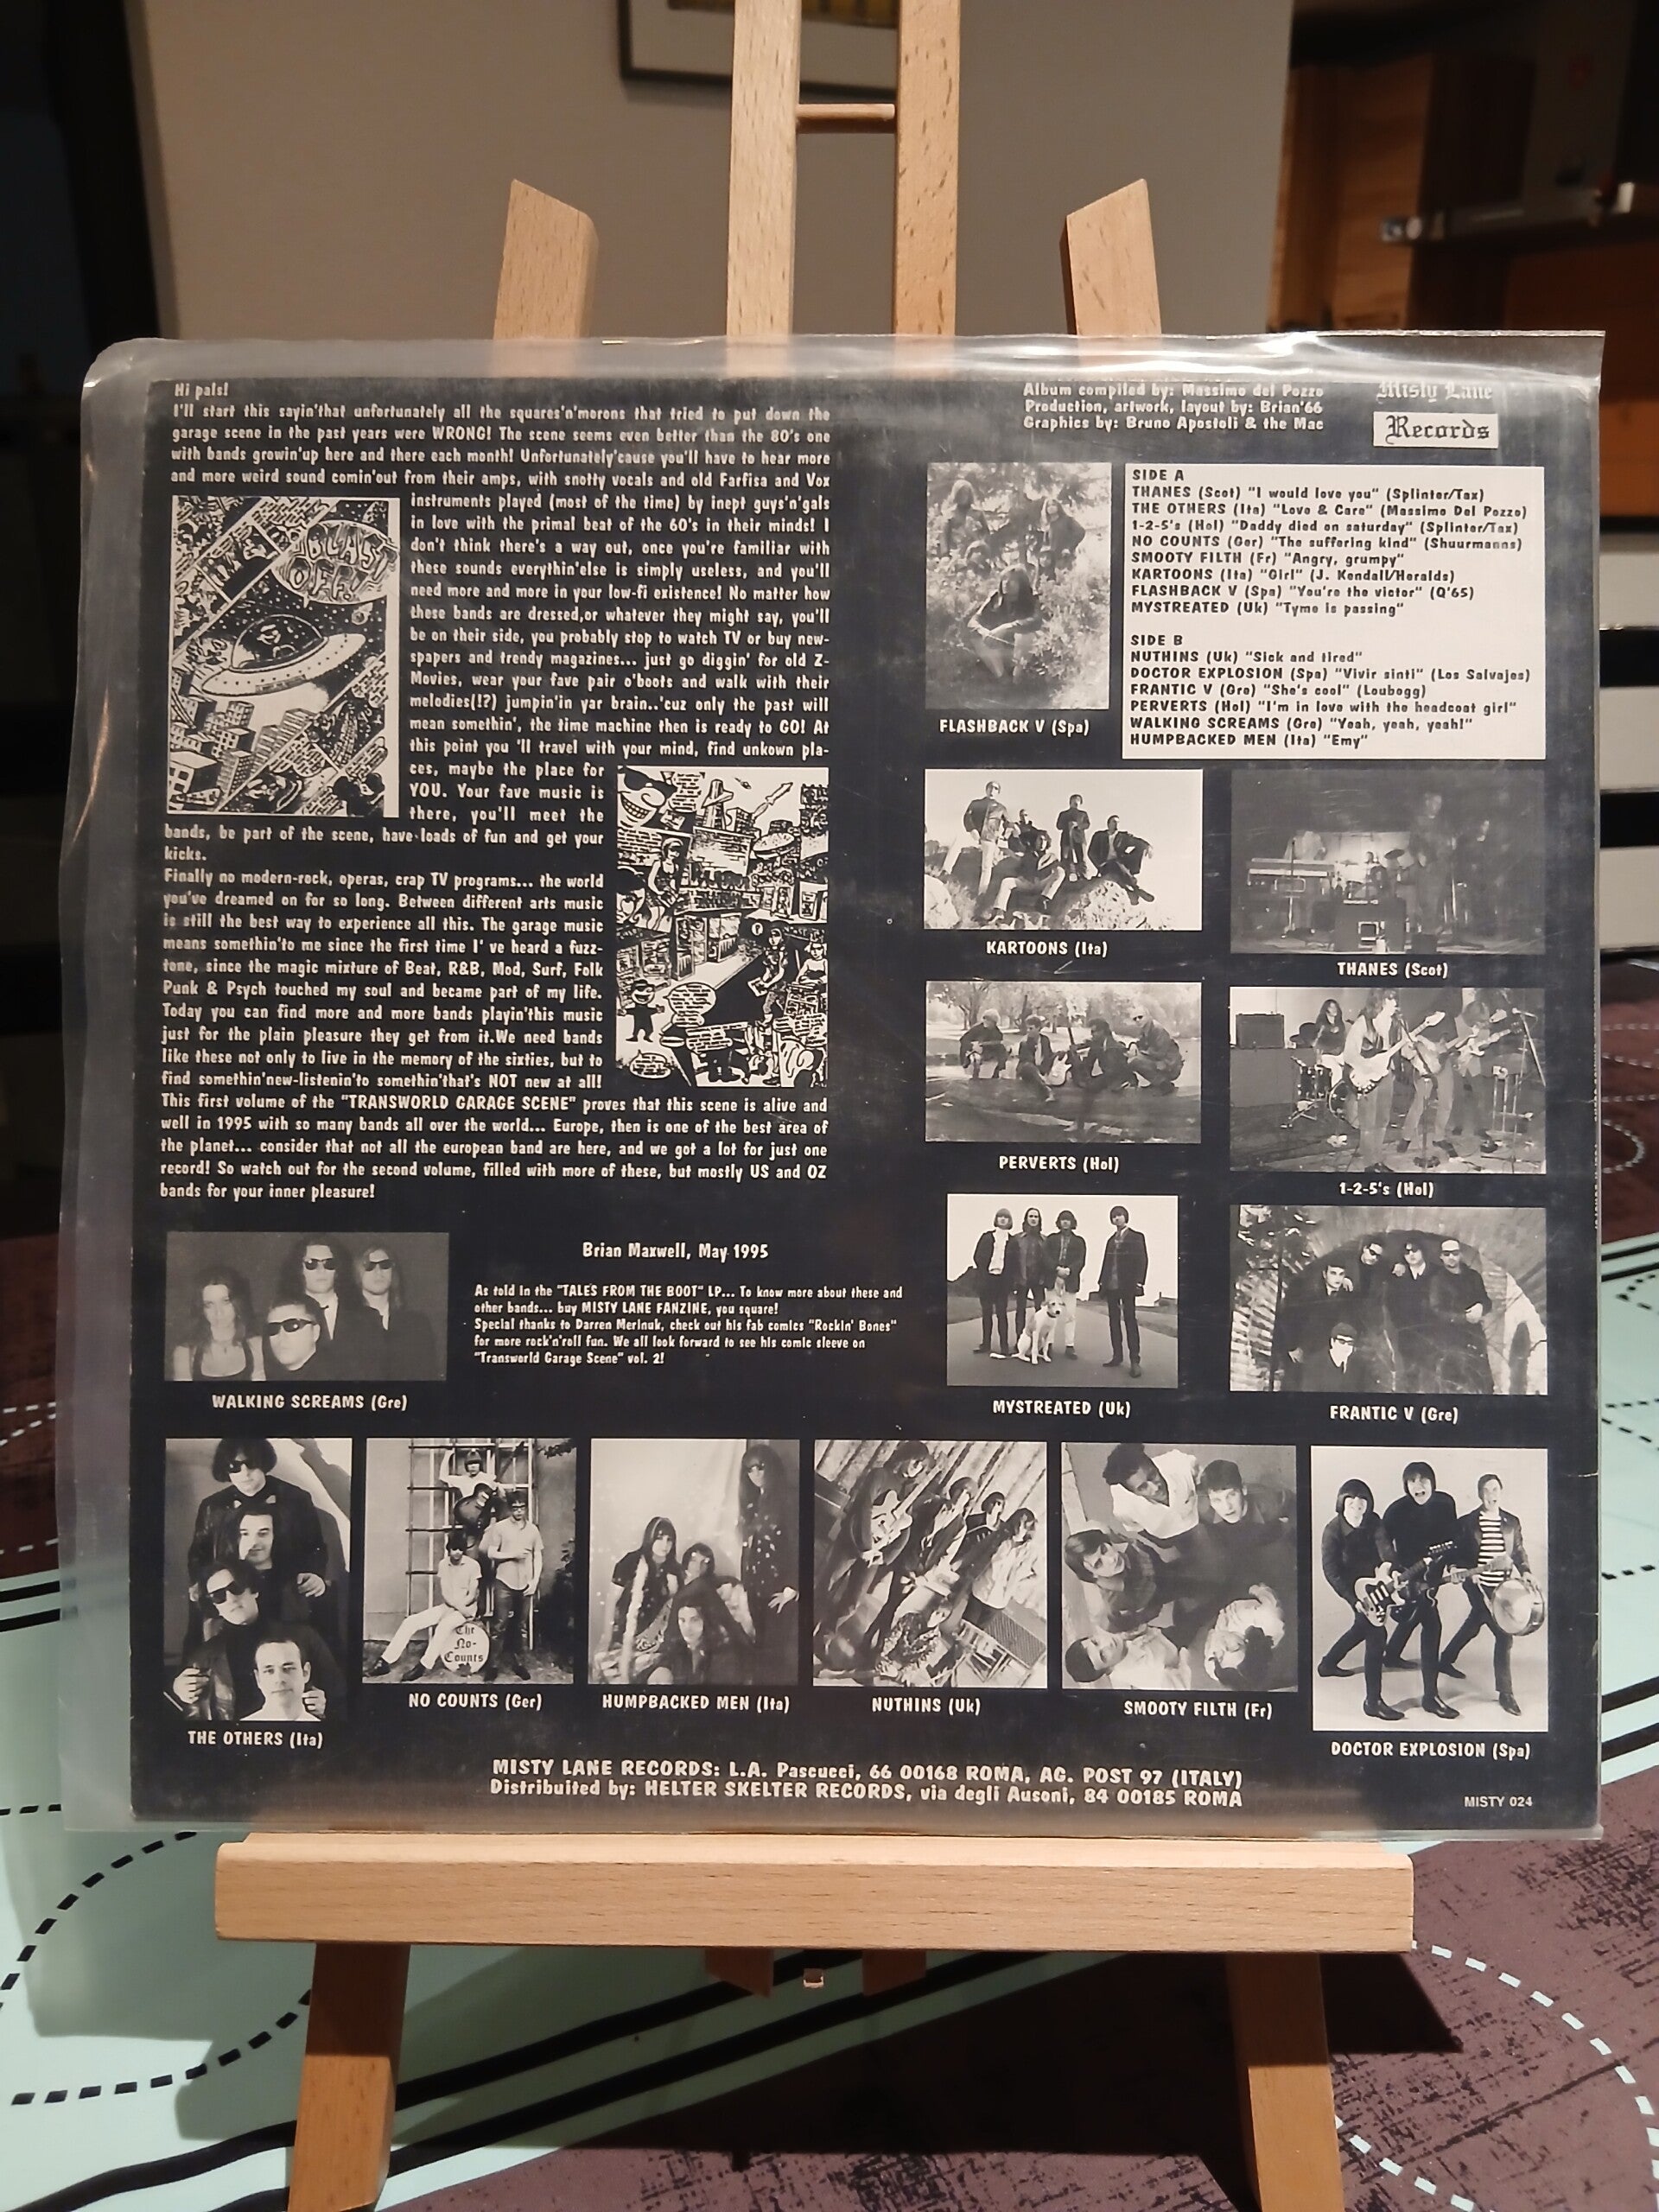 Hi pals!
I'll start this sayin'that unfortunately all the squares'n'morons that tried to put down the
garage scene in the past years were WRONG! The scene seems even better than the 80's one
with bands growin'up here and there each month! Unfortunately'cause you'll have to hear more
and more weird sound comin'out from their amps, with snotty vocals and old Farfisa and Vox
instruments played (most of the time) by inept guys'n'gals
in love with the primal beat of the 60's in their minds! I
don't think there's a way out, once you're familiar with
these sounds everythin'else is simply useless, and you'll
need more and more in your low-fi existence! No matter how
these bands are dressed,or whatever they might say, you'll
be on their side, you probably stop to watch TV or buy new-
spapers and trendy magazines... just go diggin' for old Z-
Movies, wear your fave pair o'boots and walk with their
melodies(!?) jumpin'in yar brain..'cuz only the past will
mean somethin', the time machine then is ready to GO! At
this point you 'll travel with your mind, find unkown pla-
ces, maybe the place for
YOU. Your fave music is
there, you'll meet the
bands, be part of the scene, have loads of fun and get your
kicks.
Finally no modern-rock, operas, crap TV programs... the world
you've dreamed on for so long. Between different arts music
is still the best way to experience all this. The garage music
means somethin'to me since the first time I' ve heard a fuzz-
tone, since the magic mixture of Beat, R&B, Mod, Surf, Folk
Punk & Psych touched my soul and became part of my life.
Today you can find more and more bands playin'this music
just for the plain pleasure they get from it.We need bands
like these not only to live in the memory of the sixties, but to
find somethin'new-listenin'to somethin'that's NOT new at all!
This first volume of the "TRANSWORLD GARAGE SCENE" proves that this scene is alive and
well in 1995 with so many bands all over the world... Europe, then is one of the best area of
the planet... consider that not all the european band are here, and we got a lot for just one
record! So watch out for the second volume, filled with more of these, but mostly US and OZ
bands for your inner pleasure!
BLAST
OFF!
Brian Maxwell, May 1995
As told in the "TALES FROM THE BOOT" LP... To know more about these and
other bands... buy MISTY LANE FANZINE, you square!
Special thanks to Darren Merinuk, check out his fab comics "Rockin' Bones"
for more rock'n'roll fun. We all look forward to see his comic sleeve on
"Transworld Garage Scene" vol. 2!
Album compiled by: Massimo del Pozzo
Production, artwork, layout by: Brian'66
Graphics by: Bruno Apostoli & the Mac
Misty Lane
Records
SIDE A
THANES (Scot) "I would love you" (Splinter/Tax)
THE OTHERS (Ita) "Love & Care" (Massimo Del Pozzo)
1-2-5's (Hol) "Daddy died on saturday" (Splinter/Tax)
NO COUNTS (Ger) "The suffering kind" (Shuurmanns)
SMOOTY FILTH (Fr) "Angry, grumpy"
KARTOONS (Ita) "Girl" (J. Kendall/Heralds)
FLASHBACK V (Spa) "You're the victor" (Q'65)
MYSTREATED (Uk) "Tyme is passing"
SIDE B
NUTHINS (Uk) "Sick and tired"
DOCTOR EXPLOSION (Spa) "Vivir sinti" (Los Salvajes)
FRANTIC V (Gre) "She's cool" (Loubogg)
PERVERTS (Hol) "I'm in love with the headcoat girl"
WALKING SCREAMS (Gre) "Yeah, yeah, yeah!"
HUMPBACKED MEN (Ita) "Emy"
FLASHBACK V (Spa)
KARTOONS (Ita)
THANES (Scot)
PERVERTS (Hol)
1-2-5's (Hol)
MYSTREATED (Uk)
FRANTIC V (Gre)
WALKING SCREAMS (Gre)
The
No-
Counts
THE OTHERS (Ita)
NO COUNTS (Ger)
HUMPBACKED MEN (Ita)
NUTHINS (Uk)
SMOOTY FILTH (Fr)
DOCTOR EXPLOSION (Spa)
MISTY LANE RECORDS: L.A. Pascucci, 66 00168 ROMA, AG. POST 97 (ITALY)
Distribuited by: HELTER SKELTER RECORDS, via degli Ausoni, 84 00185 ROMA
MISTY 024